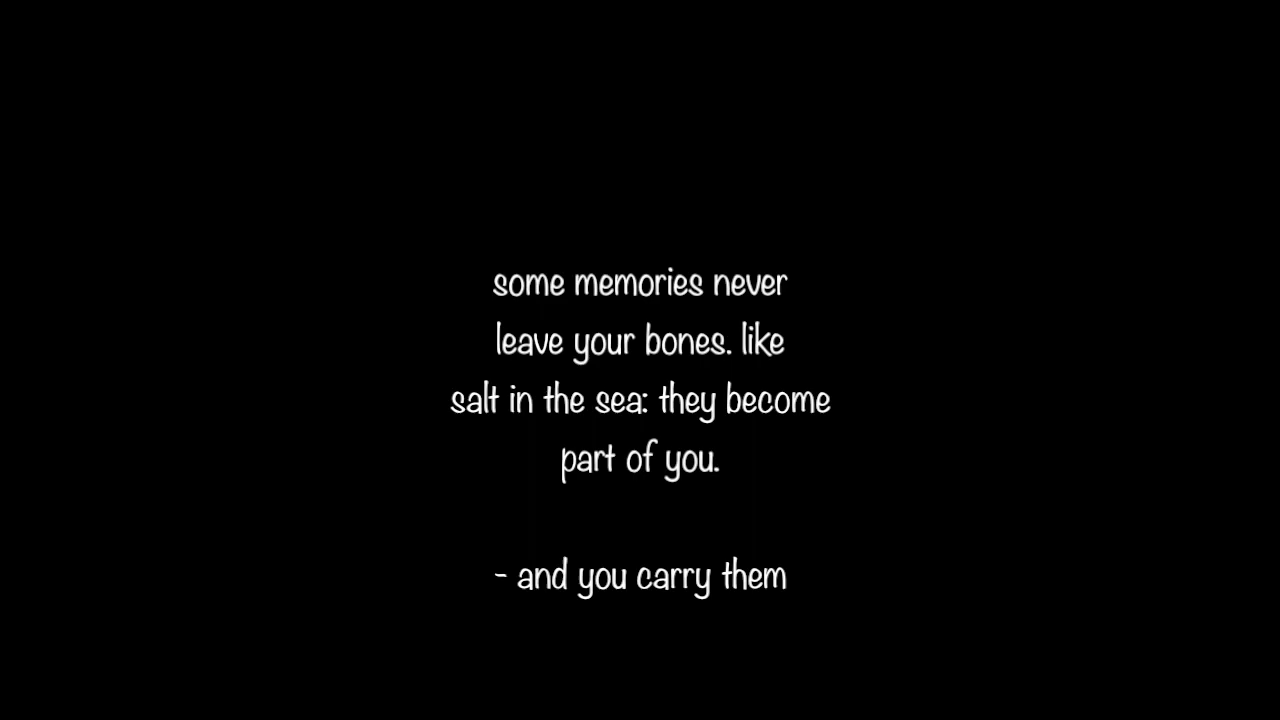 some memories never
leave your bones. like
salt in the sea: they become
part of you.
- and you carry them